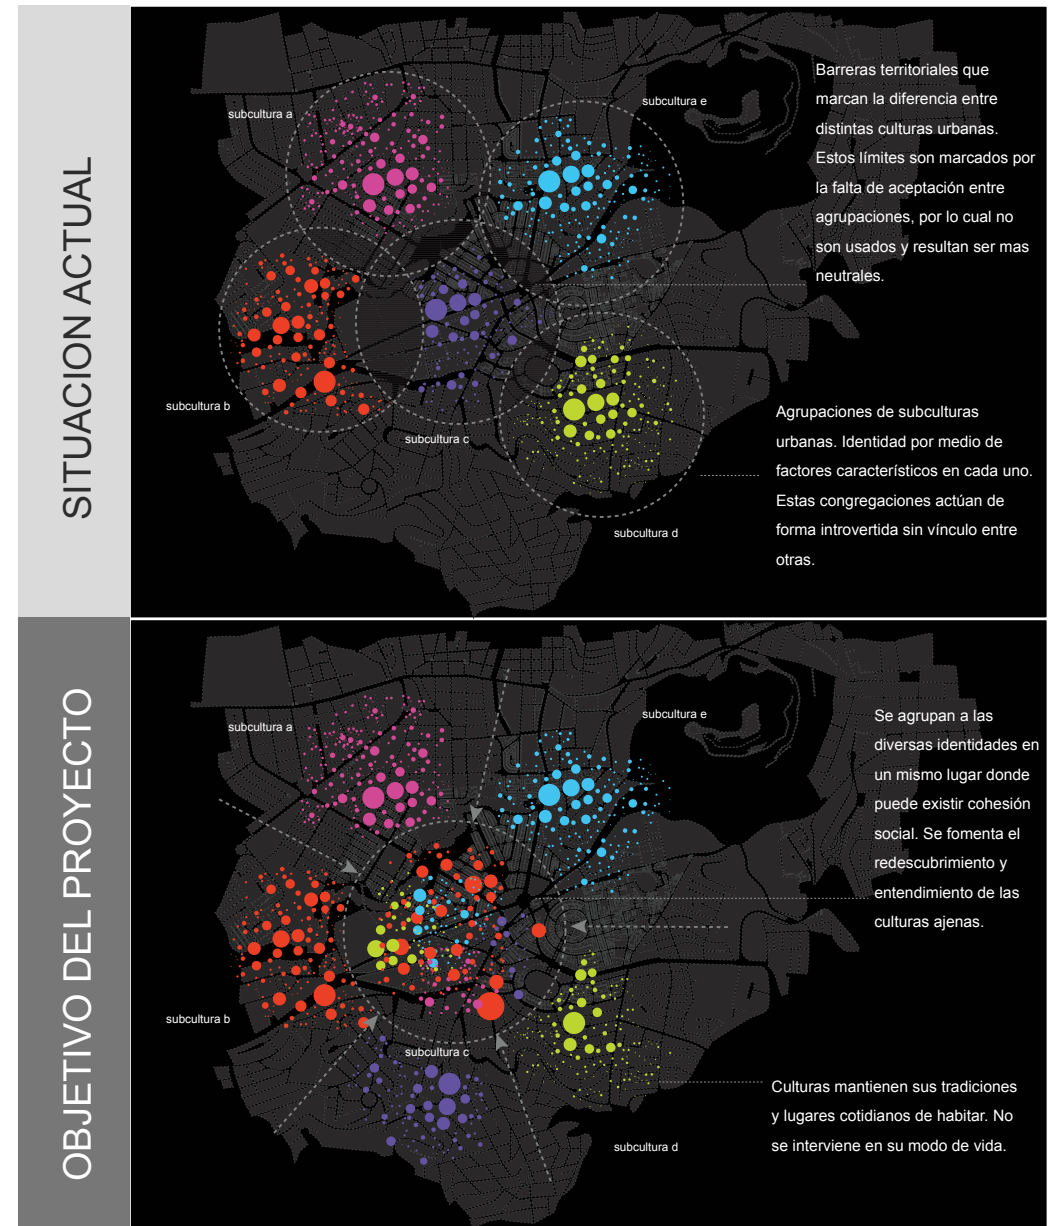 SITUACION ACTUAL
subcultura a
subcultura e
Barreras territoriales que
marcan la diferencia entre
distintas culturas urbanas.
Estos límites son marcados por
la falta de aceptación entre
agrupaciones, por lo cual no
son usados y resultan ser mas
neutrales.
subcultura b
subcultura c
Agrupaciones de subculturas
urbanas. Identidad por medio de
factores característicos en cada uno.
Estas congregaciones actúan de
forma introvertida sin vínculo entre
otras.
subcultura d
OBJETIVO DEL PROYECTO
subcultura a
subcultura e
Se agrupan a las
diversas identidades en
un mismo lugar donde
puede existir cohesión
social. Se fomenta el
redescubrimiento y
entendimiento de las
culturas ajenas.
subcultura b
subcultura c
Culturas mantienen sus tradiciones
y lugares cotidianos de habitar. No
se interviene en su modo de vida.
subcultura d